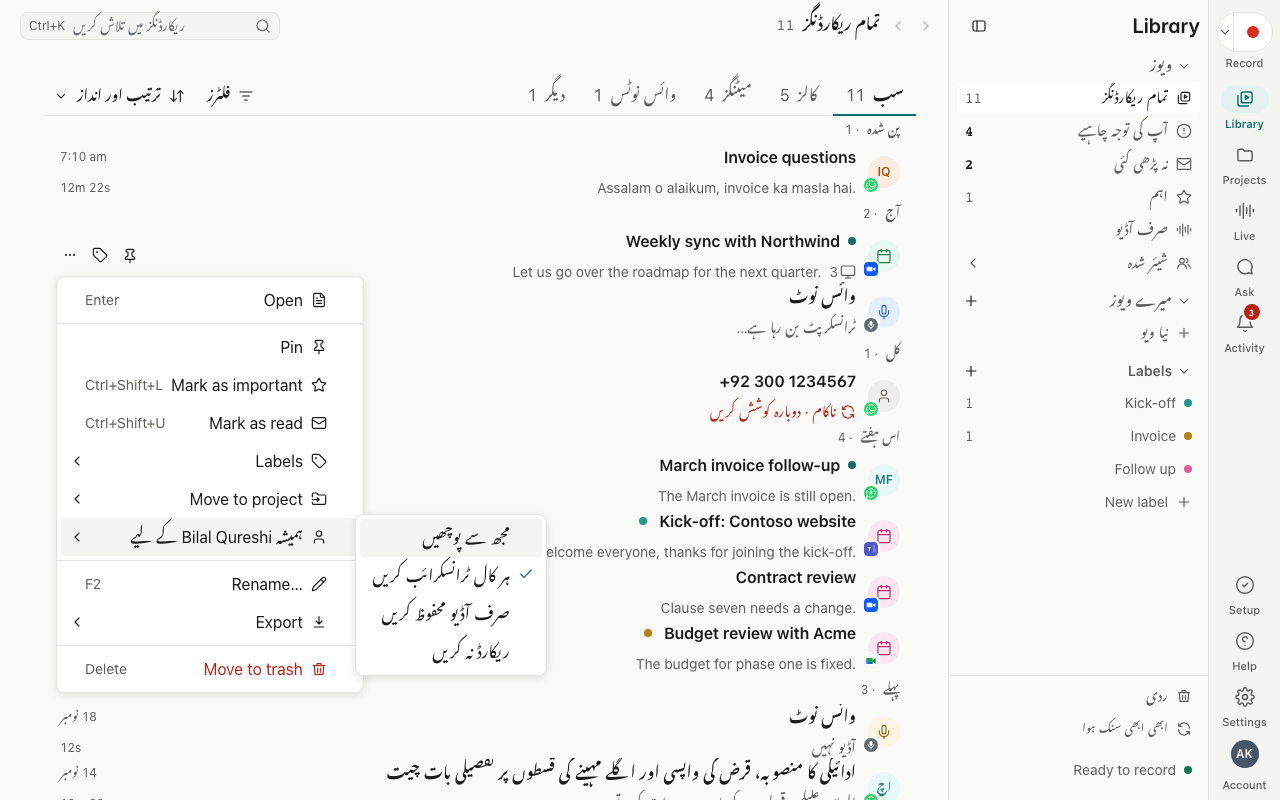 Record
Library
Projects
Live
Ask
3
Activity
Setup
Help
Settings
AK
Account
Library
ویوز
تمام ریکارڈنگز 11
آپ کی توجہ چاہیے 4
نہ پڑھی گئی 2
اہم 1
صرف آڈیو
شیئر شدہ
میرے ویوز
نیا ویو
Labels
Kick-off 1
Invoice 1
Follow up
New label
ردی
ابھی ابھی سنک ہوا
Ready to record
تمام ریکارڈنگز 11
ریکارڈنگز میں تلاش کریں Ctrl+K
سب 11 کالز 5 میٹنگز 4 وائس نوٹس 1 دیگر 1
فلٹرز ترتیب اور انداز
پن شدہ · 1
IQ
Invoice questions 7:10 am
Assalam o alaikum, invoice ka masla hai. 12m 22s
آج · 2
Weekly sync with Northwind
Let us go over the roadmap for the next quarter. 3
وائس نوٹ
ٹرانسکرپٹ بن رہا ہے…
کل · 1
+92 300 1234567
ناکام · دوبارہ کوشش کریں
اس ہفتے · 4
MF
March invoice follow-up
The March invoice is still open.
Kick-off: Contoso website
elcome everyone, thanks for joining the kick-off.
Contract review
Clause seven needs a change.
Budget review with Acme
The budget for phase one is fixed.
پہلے · 3
وائس نوٹ 18 نومبر
آڈیو نہیں 12s
اچ
ادائیگی کا منصوبہ، قرض کی واپسی اور اگلے مہینے کی قسطوں پر تفصیلی بات چیت 14 نومبر
Open Enter
Pin
Mark as important Ctrl+Shift+L
Mark as read Ctrl+Shift+U
Labels
Move to project
ہمیشہ Bilal Qureshi کے لیے
Rename... F2
Export
Move to trash Delete
مجھ سے پوچھیں
ہر کال ٹرانسکرائب کریں
صرف آڈیو محفوظ کریں
ریکارڈ نہ کریں